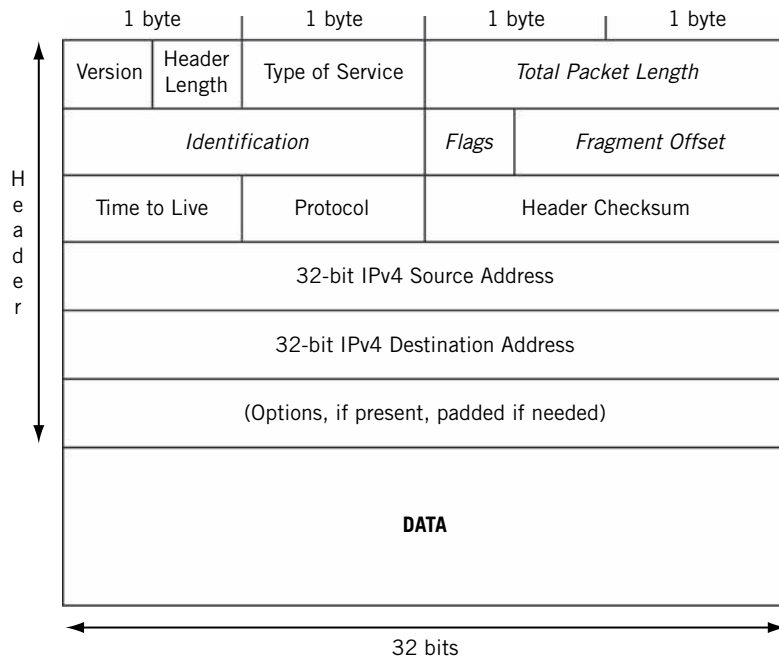 1 byte 1 byte 1 byte 1 byte
Version Header Length Type of Service Total Packet Length
Identification Flags Fragment Offset
Time to Live Protocol Header Checksum
32-bit IPv4 Source Address
32-bit IPv4 Destination Address
(Options, if present, padded if needed)
Header
DATA
32 bits